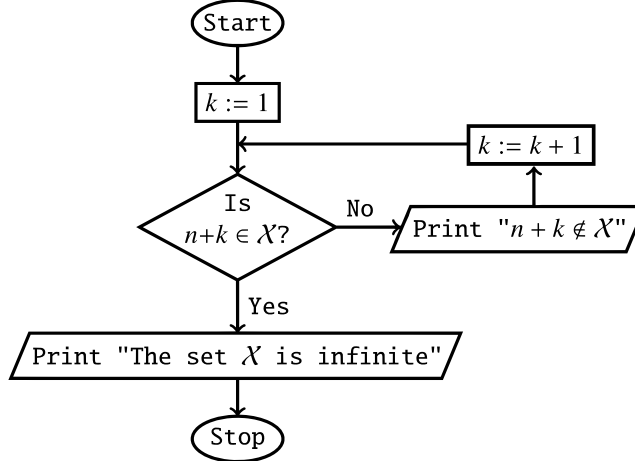 Start
k := 1
k := k + 1
Is
n+k ∈ 𝒳?
No
Print "n + k ∉ 𝒳"
Yes
Print "The set 𝒳 is infinite"
Stop